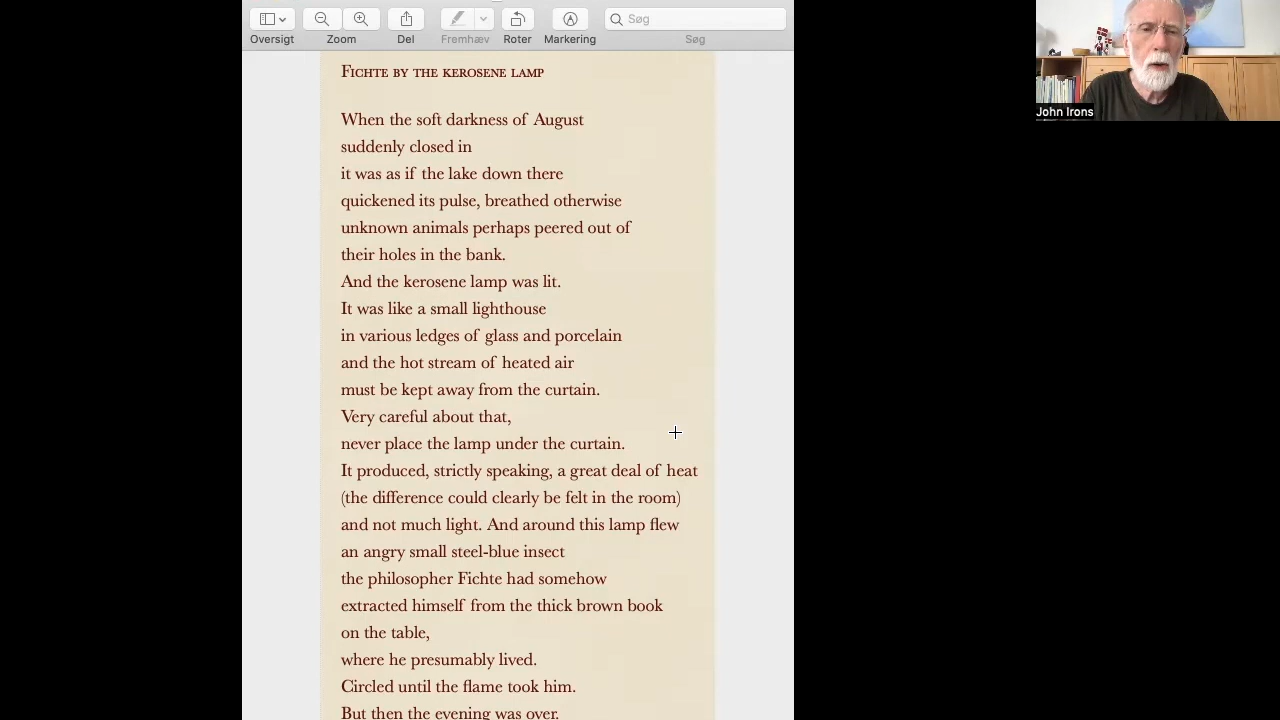 Søg
Oversigt
Zoom
Del
Fremhæv
Roter
Markering
Søg
John Irons
FICHTE BY THE KEROSENE LAMP
When the soft darkness of August
suddenly closed in
it was as if the lake down there
quickened its pulse, breathed otherwise
unknown animals perhaps peered out of
their holes in the bank.
And the kerosene lamp was lit.
It was like a small lighthouse
in various ledges of glass and porcelain
and the hot stream of heated air
must be kept away from the curtain.
Very careful about that,
never place the lamp under the curtain.
It produced, strictly speaking, a great deal of heat
(the difference could clearly be felt in the room)
and not much light. And around this lamp flew
an angry small steel-blue insect
the philosopher Fichte had somehow
extracted himself from the thick brown book
on the table,
where he presumably lived.
Circled until the flame took him.
But then the evening was over.